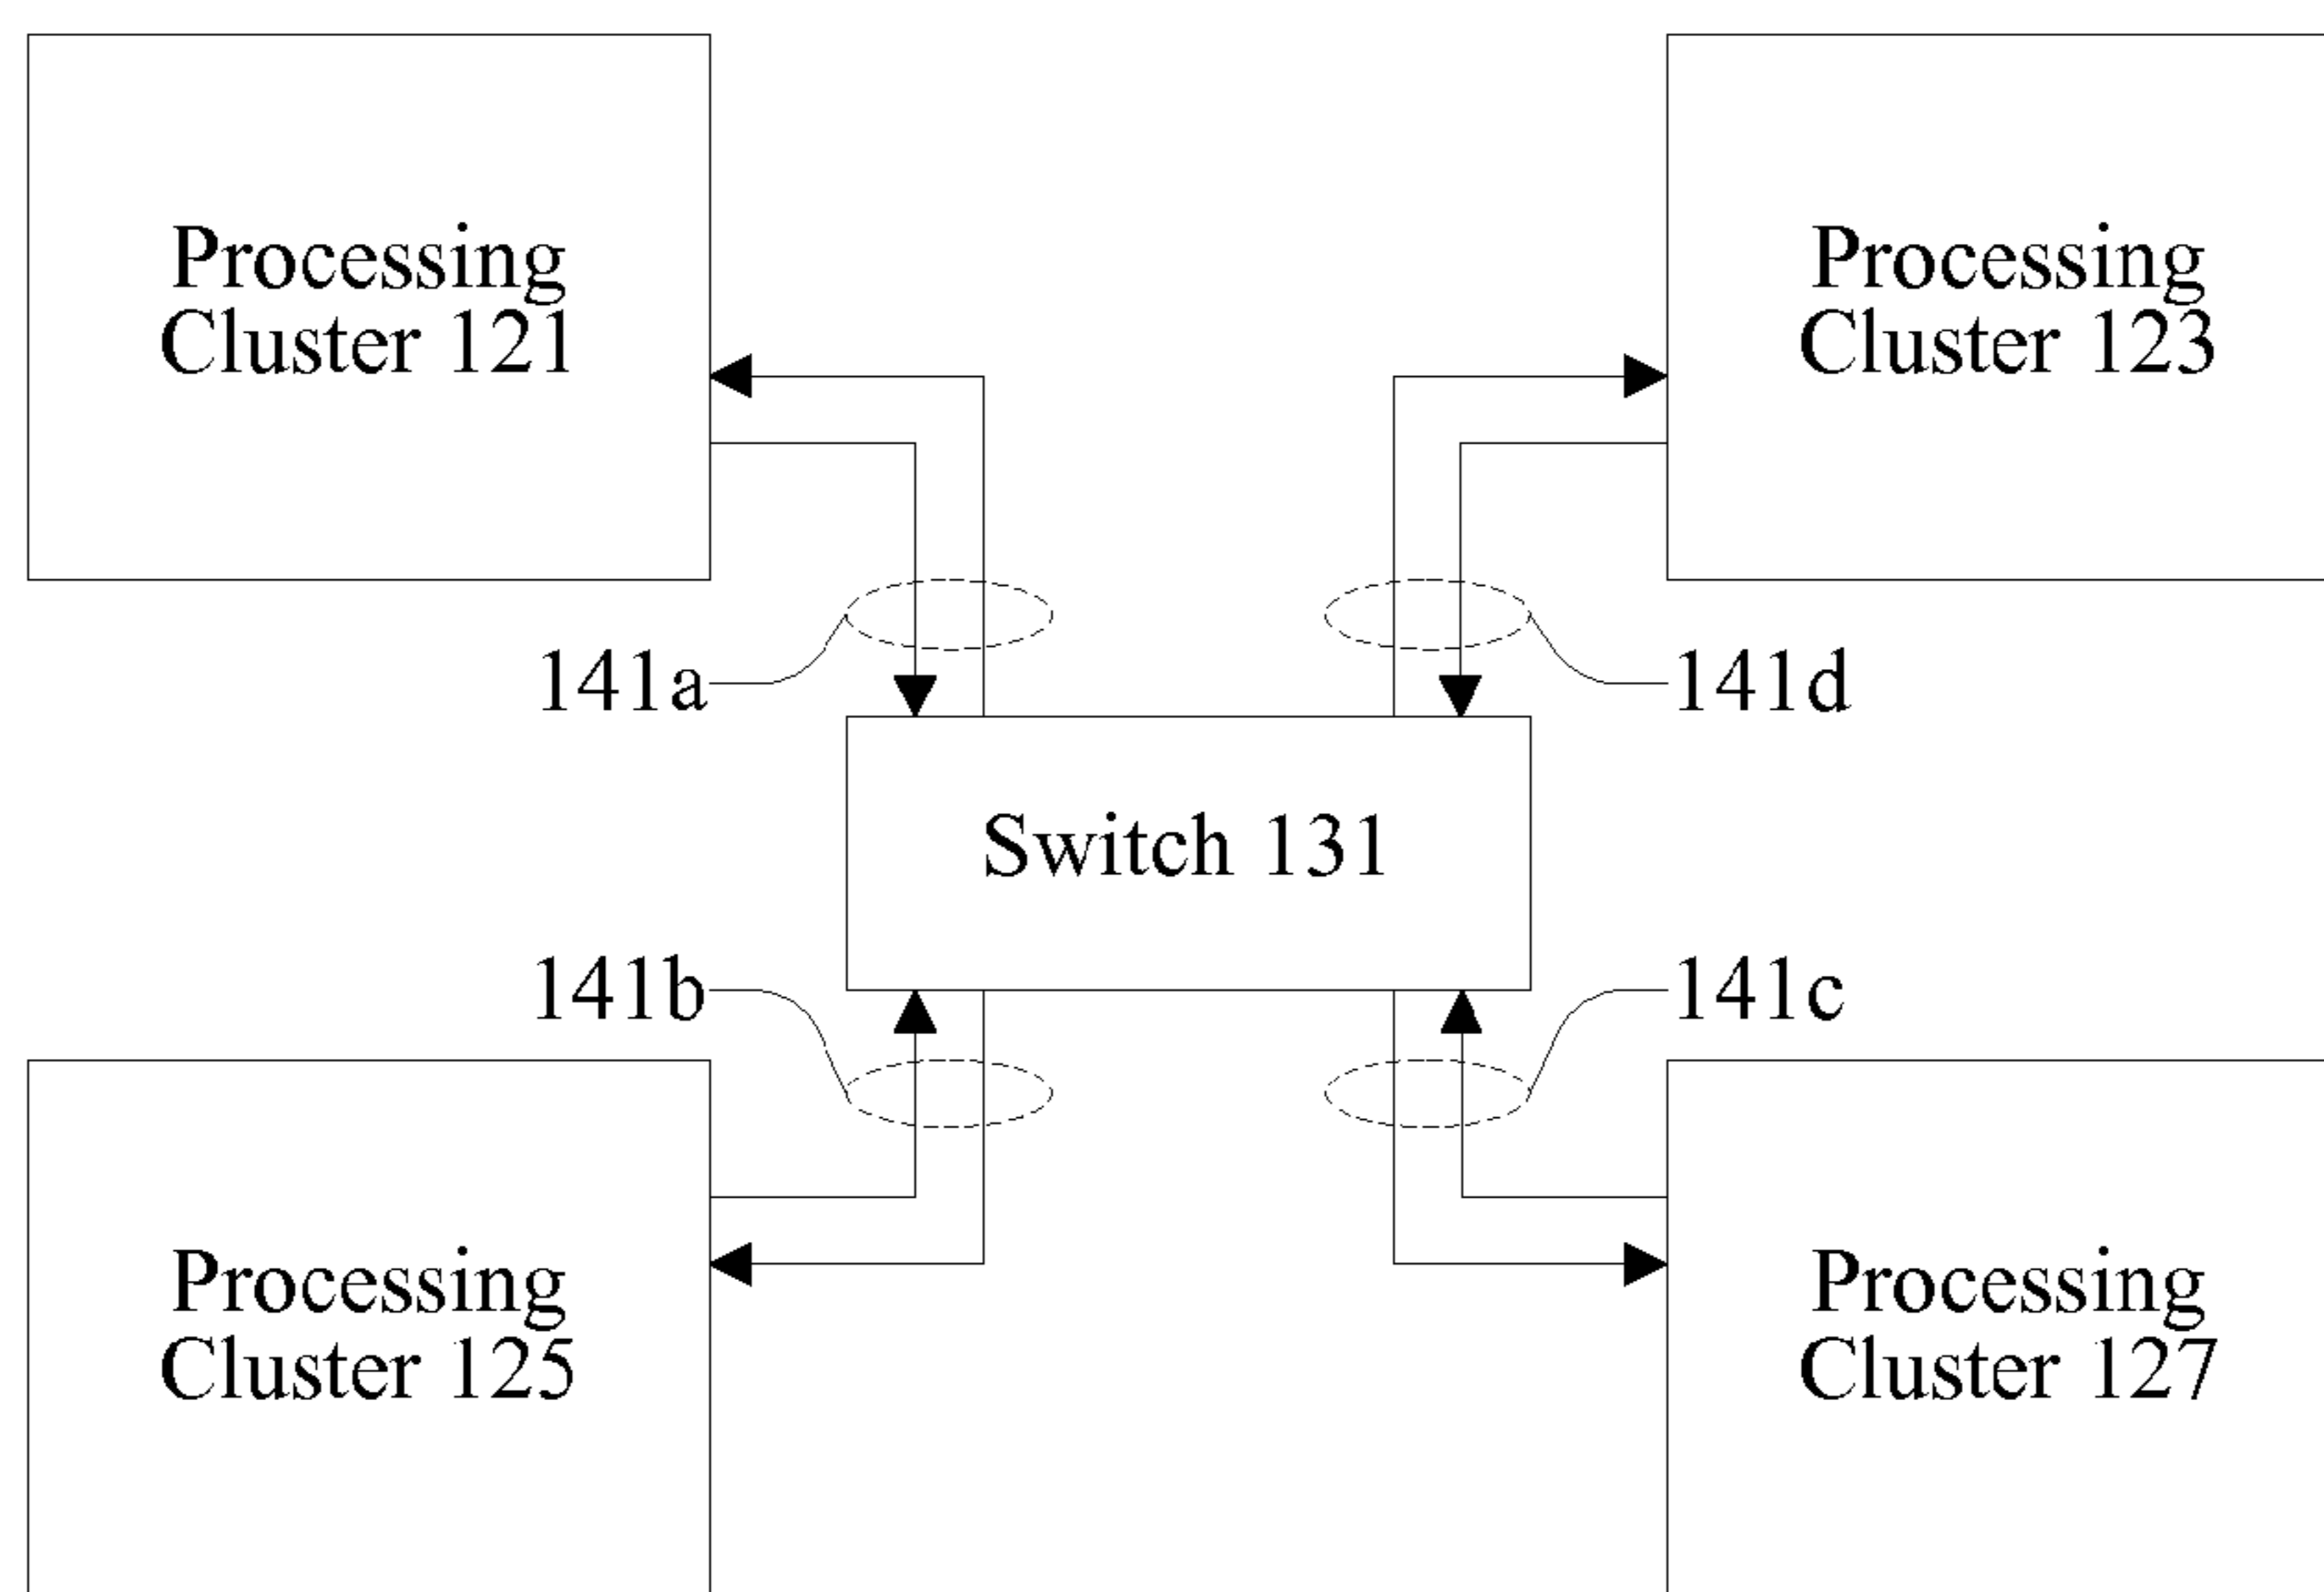 Processing
Cluster 121
Processing
Cluster 123
141a
141d
Switch 131
141b
141c
Processing
Cluster 125
Processing
Cluster 127